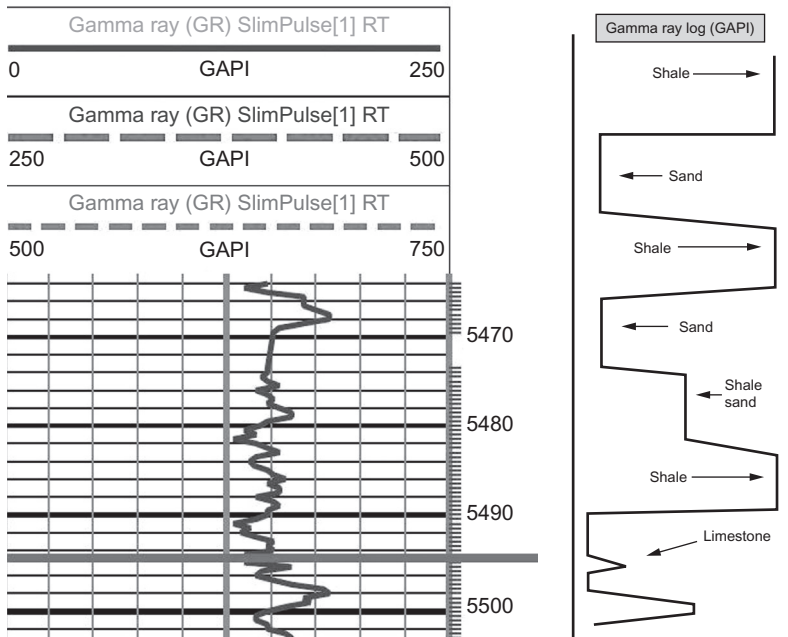 Gamma ray (GR) SlimPulse[1] RT
0 GAPI 250
Gamma ray (GR) SlimPulse[1] RT
250 GAPI 500
Gamma ray (GR) SlimPulse[1] RT
500 GAPI 750
5470
5480
5490
5500
Gamma ray log (GAPI)
Shale
Sand
Shale
Sand
Shale
sand
Shale
Limestone